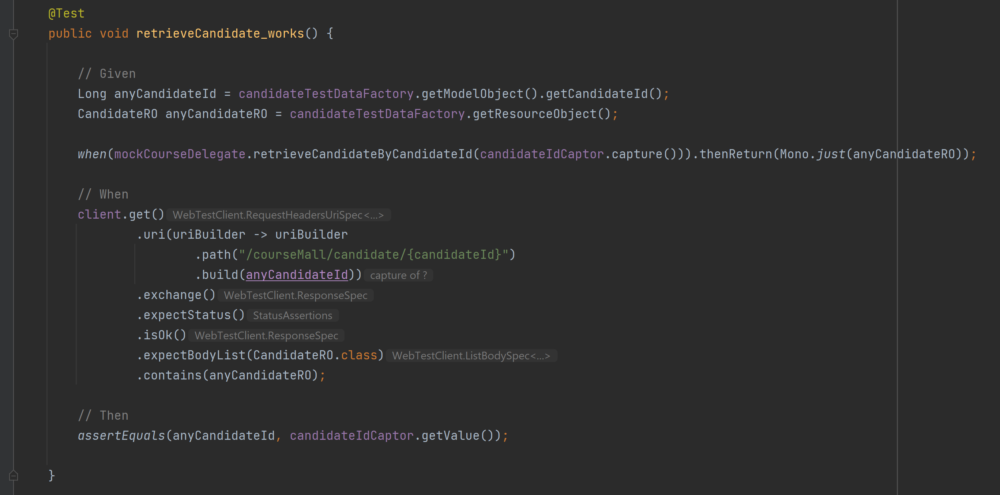 @Test
public void retrieveCandidate_works() {
// Given
Long anyCandidateId = candidateTestDataFactory.getModelObject().getCandidateId();
CandidateRO anyCandidateRO = candidateTestDataFactory.getResourceObject();
when(mockCourseDelegate.retrieveCandidateByCandidateId(candidateIdCaptor.capture())).thenReturn(Mono.just(anyCandidateRO));
// When
client.get() WebTestClient.RequestHeadersUriSpec<...>
.uri(uriBuilder -> uriBuilder
.path("/courseMall/candidate/{candidateId}")
.build(anyCandidateId)) capture of ?
.exchange() WebTestClient.ResponseSpec
.expectStatus() StatusAssertions
.isOk() WebTestClient.ResponseSpec
.expectBodyList(CandidateRO.class) WebTestClient.ListBodySpec<...>
.contains(anyCandidateRO);
// Then
assertEquals(anyCandidateId, candidateIdCaptor.getValue());
}